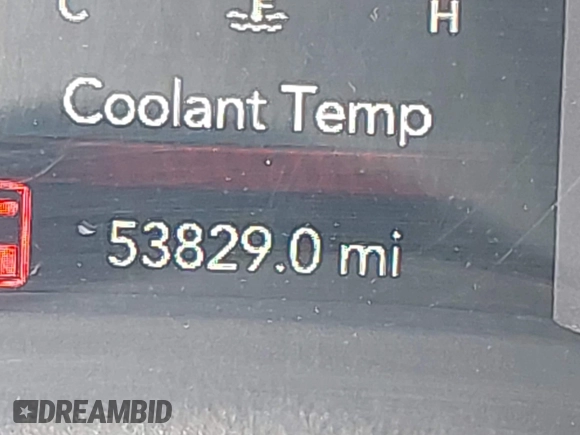 C H
Coolant Temp
53829.0 mi
DREAMBID